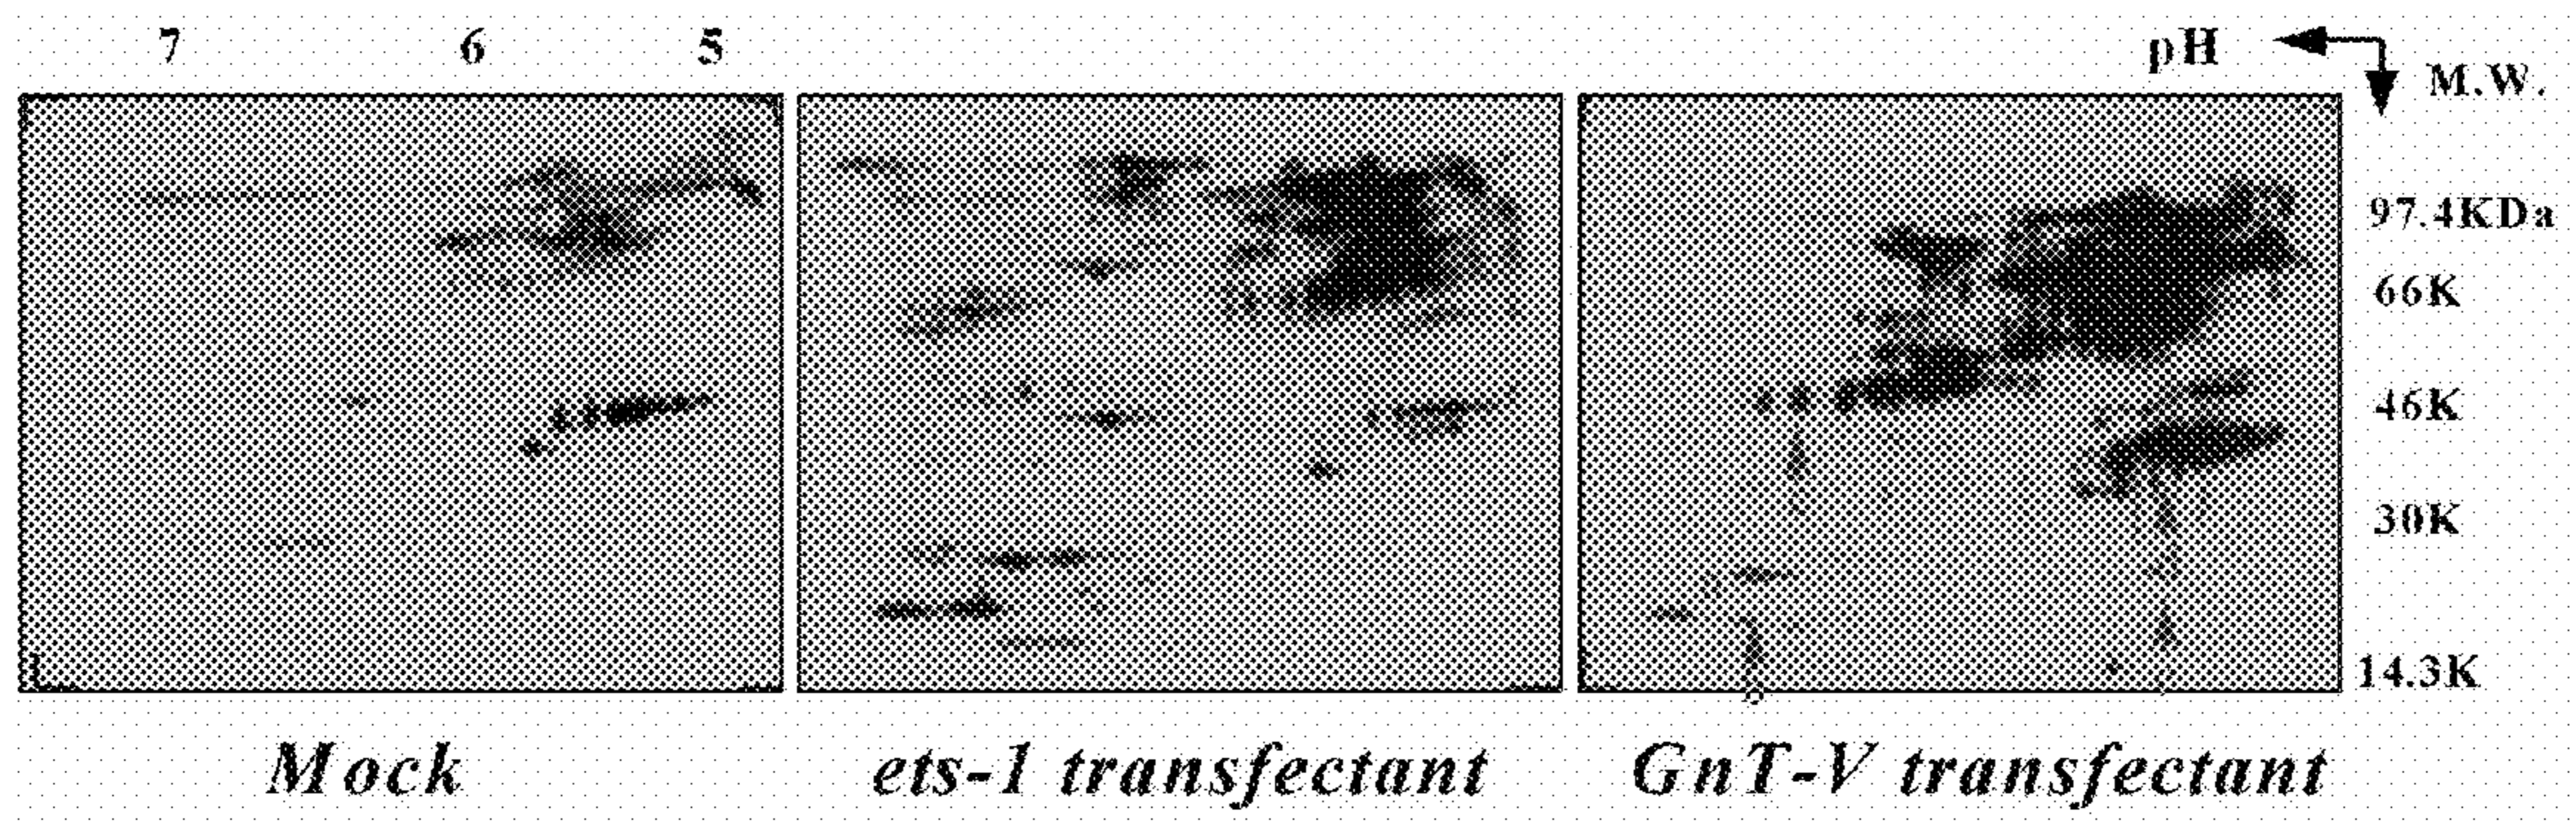 7 6 5 pH M.W.
97.4KDa
66K
46K
30K
14.3K
Mock ets-1 transfectant GnT-V transfectant